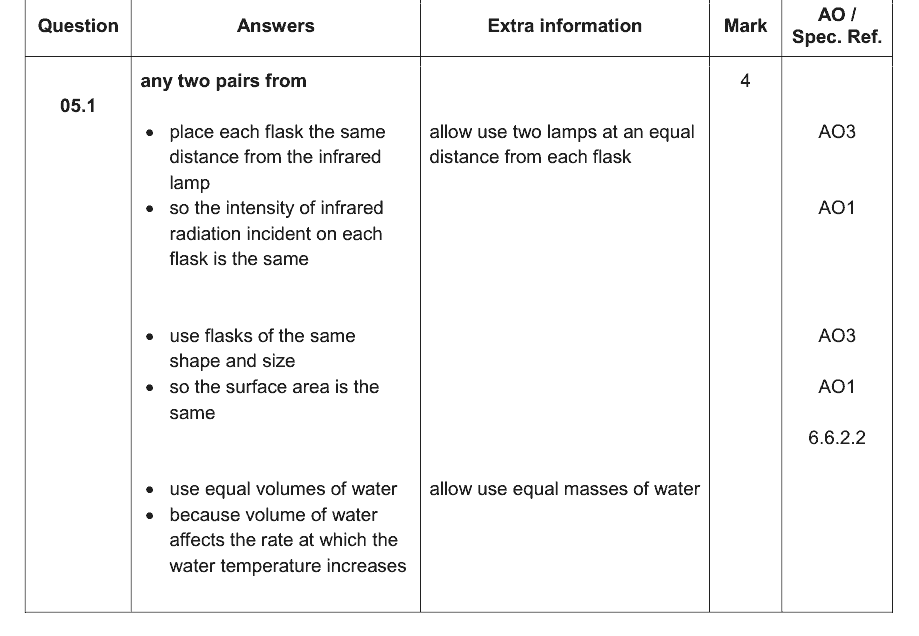 Question Answers Extra information Mark AO /
Spec. Ref.
any two pairs from 4
05.1
• place each flask the same allow use two lamps at an equal AO3
distance from the infrared distance from each flask
lamp
• so the intensity of infrared AO1
radiation incident on each
flask is the same
• use flasks of the same AO3
shape and size
• so the surface area is the AO1
same
6.6.2.2
• use equal volumes of water allow use equal masses of water
• because volume of water
affects the rate at which the
water temperature increases